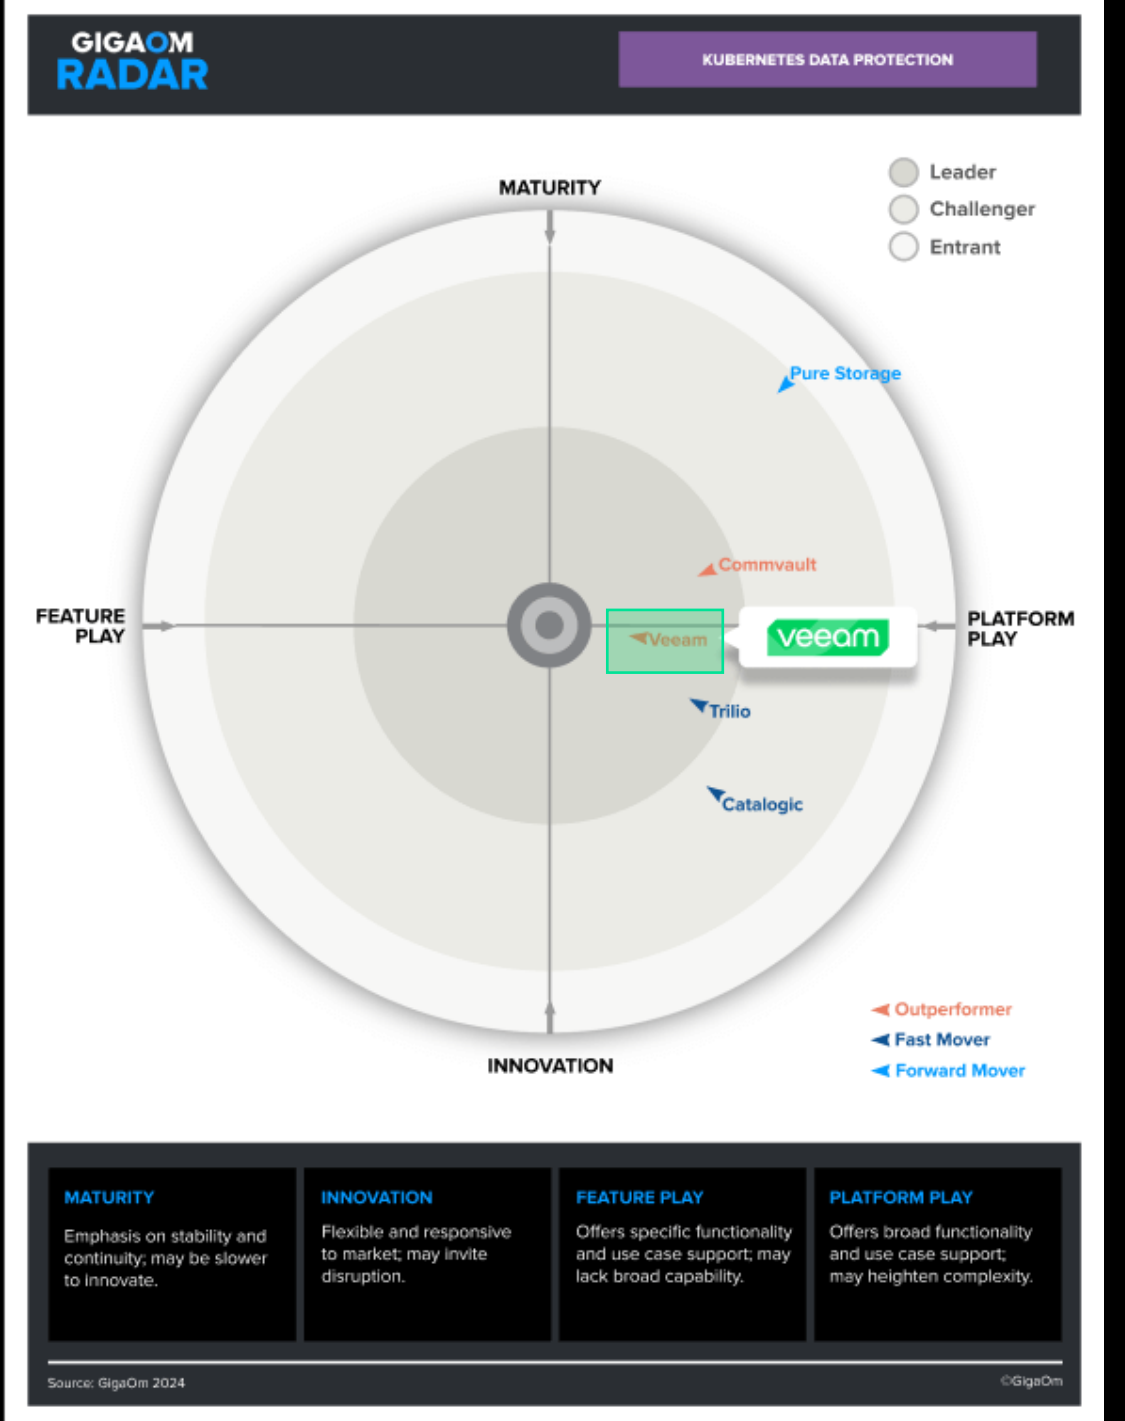 GIGAOM
RADAR
KUBERNETES DATA PROTECTION
Leader
Challenger
Entrant
MATURITY
Pure Storage
Commvault
FEATURE
PLAY
Veeam
veeam
PLATFORM
PLAY
Trilio
Catalogic
Outperformer
Fast Mover
Forward Mover
INNOVATION
MATURITY
Emphasis on stability and
continuity; may be slower
to innovate.
INNOVATION
Flexible and responsive
to market; may invite
disruption.
FEATURE PLAY
Offers specific functionality
and use case support; may
lack broad capability.
PLATFORM PLAY
Offers broad functionality
and use case support;
may heighten complexity.
Source: GigaOm 2024
©GigaOm